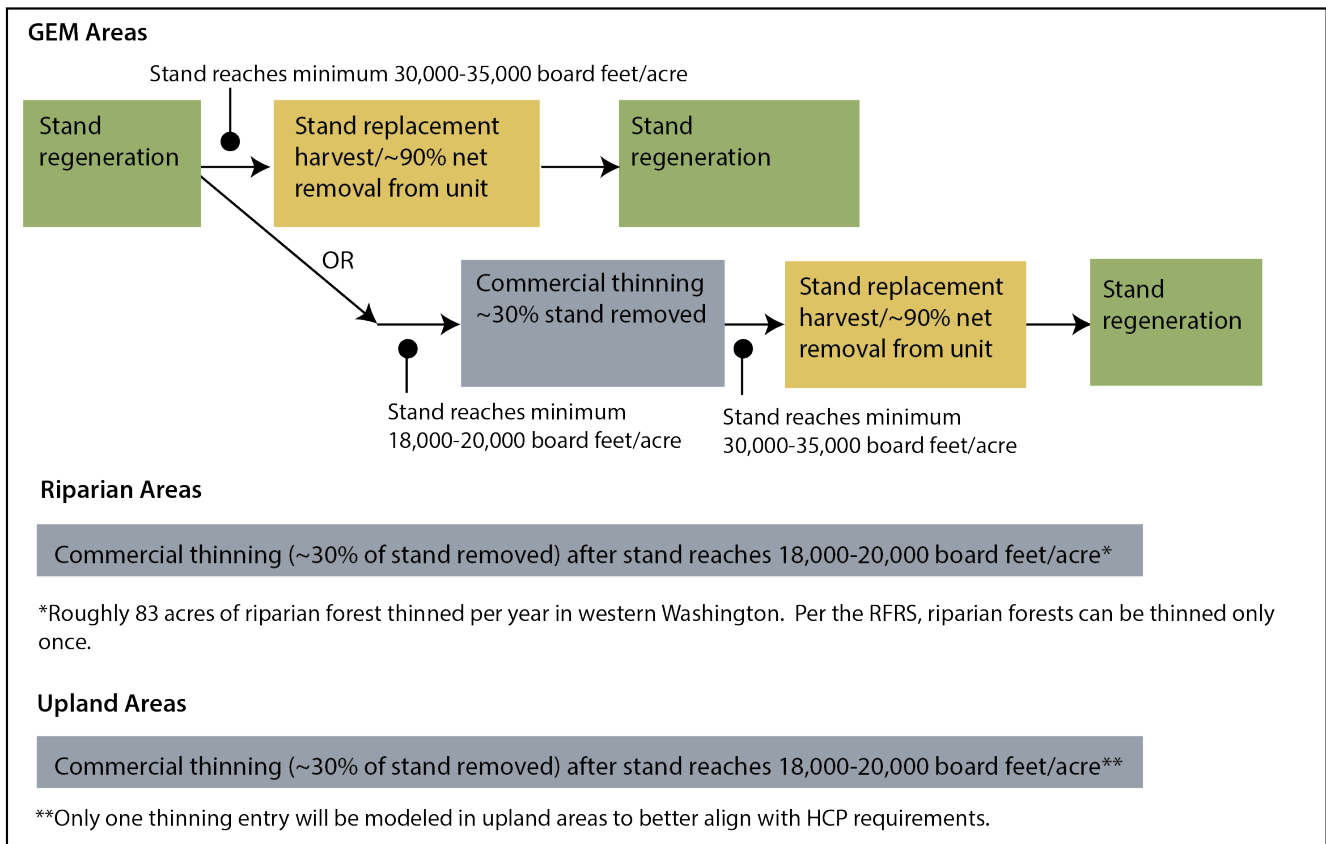 GEM Areas
Stand reaches minimum 30,000-35,000 board feet/acre
Stand
regeneration
Stand replacement
harvest/~90% net
removal from unit
Stand
regeneration
OR
Commercial thinning
~30% stand removed
Stand replacement
harvest/~90% net
removal from unit
Stand
regeneration
Stand reaches minimum
18,000-20,000 board feet/acre
Stand reaches minimum
30,000-35,000 board feet/acre
Riparian Areas
Commercial thinning (~30% of stand removed) after stand reaches 18,000-20,000 board feet/acre*
*Roughly 83 acres of riparian forest thinned per year in western Washington.  Per the RFRS, riparian forests can be thinned only
once.
Upland Areas
Commercial thinning (~30% of stand removed) after stand reaches 18,000-20,000 board feet/acre**
**Only one thinning entry will be modeled in upland areas to better align with HCP requirements.